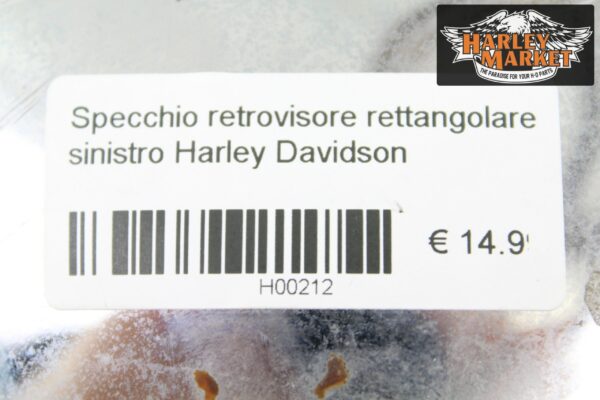 HARLEY
MARKET
THE PARADISE FOR YOUR H-D PARTS
Specchio retrovisore rettangolare
sinistro Harley Davidson
€ 14.9
H00212